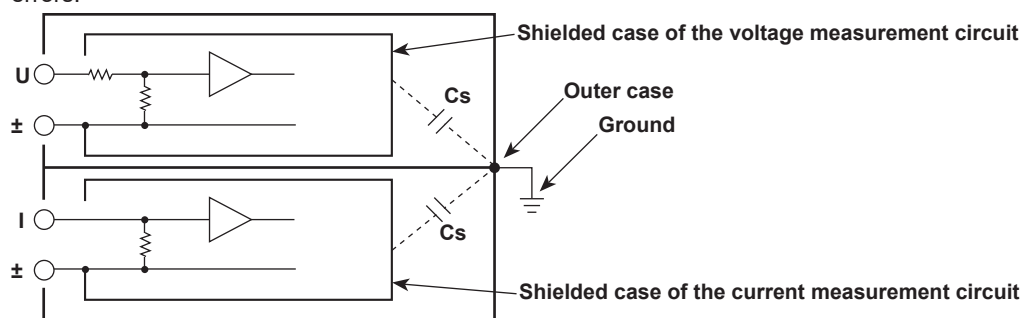 errors.
Shielded case of the voltage measurement circuit
U
Cs
Outer case
±
Ground
I
Cs
±
Shielded case of the current measurement circuit